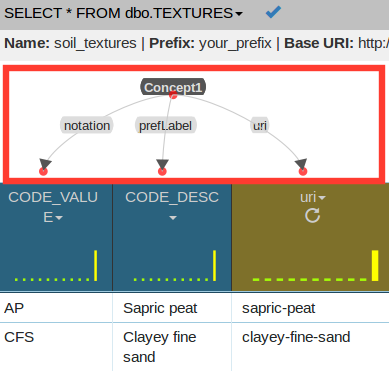 SELECT * FROM dbo.TEXTURES
Name: soil_textures | Prefix: your_prefix | Base URI: http:/
Concept1
notation prefLabel uri
CODE_VALU
E
CODE_DESC
uri
AP Sapric peat sapric-peat
CFS Clayey fine
sand
clayey-fine-sand